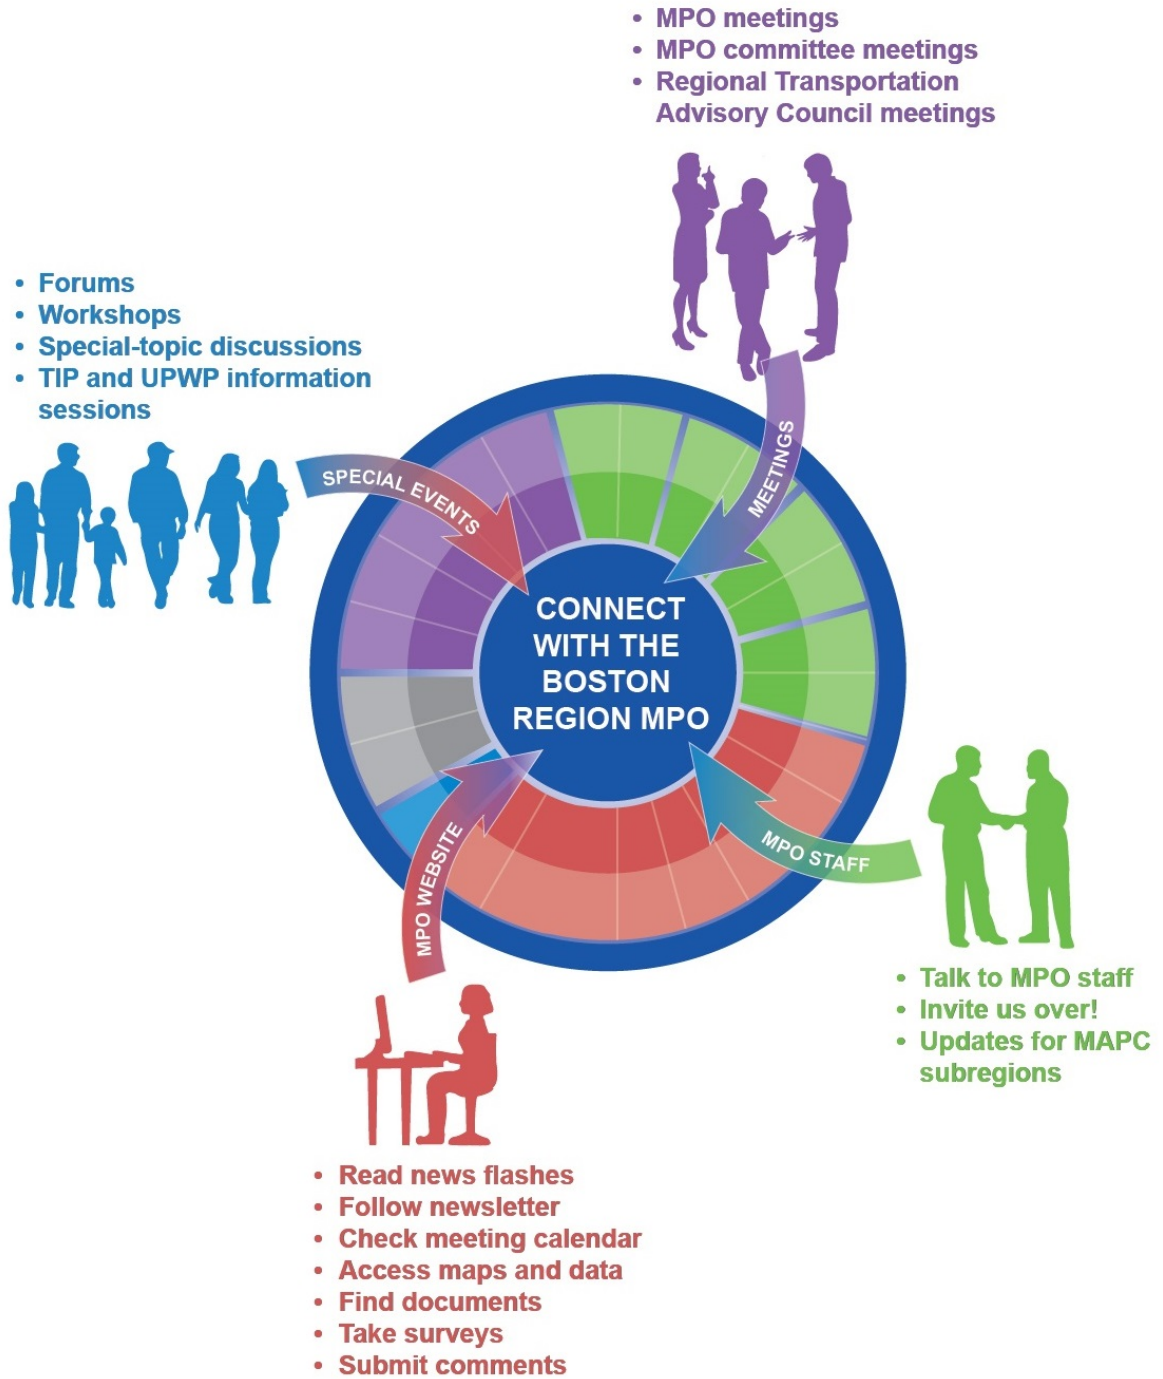 • MPO meetings
• MPO committee meetings
• Regional Transportation
Advisory Council meetings
• Forums
• Workshops
• Special-topic discussions
• TIP and UPWP information
sessions
SPECIAL EVENTS
MEETINGS
CONNECT
WITH THE
BOSTON
REGION MPO
MPO WEBSITE
MPO STAFF
• Talk to MPO staff
• Invite us over!
• Updates for MAPC
subregions
• Read news flashes
• Follow newsletter
• Check meeting calendar
• Access maps and data
• Find documents
• Take surveys
• Submit comments